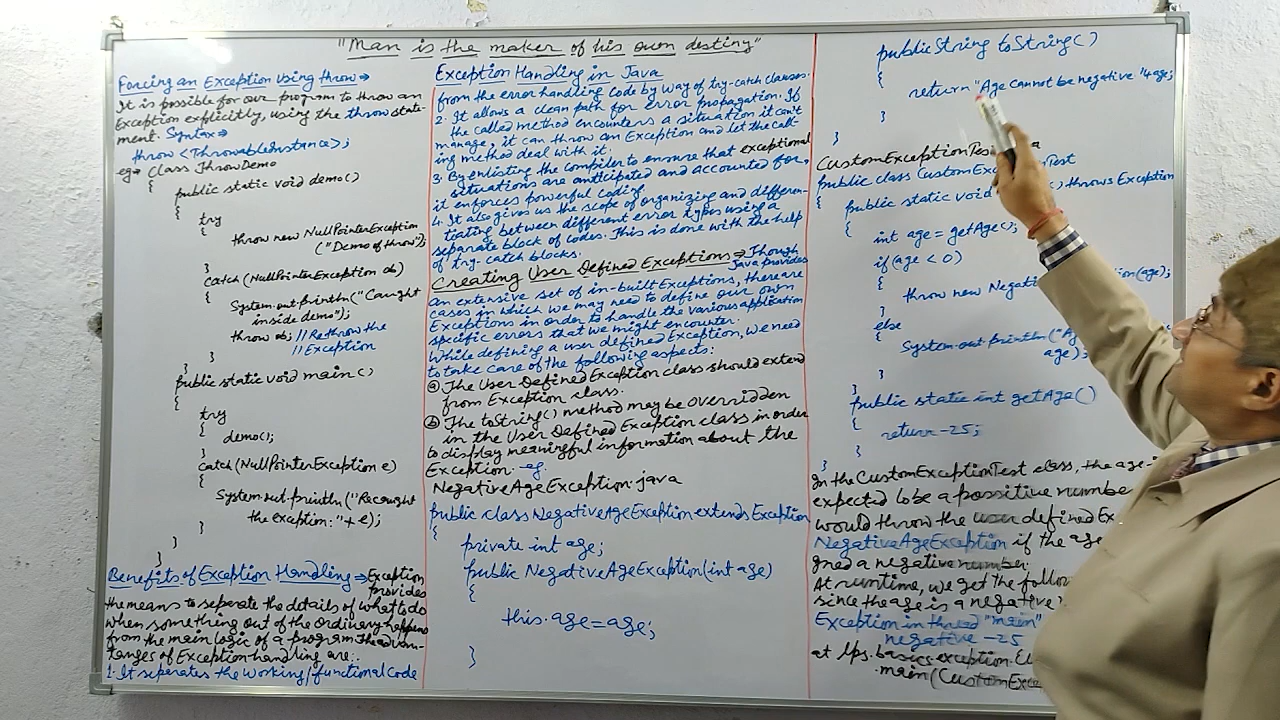 "Man is the maker of his own destiny"
Forcing an Exception using throw ⇒
It is possible for our program to throw an
Exception explicitly, using the throw state-
ment. Syntax ⇒
throw <ThrowableInstance>;
eg→ Class ThrowDemo
{
public static void demo()
{
try
{
throw new NullPointerException
("Demo of throw");
}
catch (NullPointerException ob)
{
System.out.println("Caught
inside demo");
throw ob; //Rethrow the
//Exception
}
}
public static void main()
{
try
{
demo();
}
catch (NullPointerException e)
{
System.out.println("Recaught
the exception:"+ e);
}
}
}
Benefits of Exception Handling ⇒ Exception
provides
the means to seperate the details of what to do
when something out of the ordinary happens
from the main logic of a program. The advan-
tanges of Exception handling are:-
1. It seperates the working/functional code
Exception Handling in Java
from the error handling code by way of try-catch clauses.
2. It allows a clean path for error propagation. If
the called method encounters a situation it can't
manage, it can throw an Exception and let the call-
ing method deal with it.
3. By enlisting the compiler to ensure that exceptional
situations are anticipated and accounted for,
it enforces powerful coding
4. It also gives us the scope of organizing and differen-
tiating between different error types using a
separate block of codes. This is done with the help
of try-catch blocks.
Creating User Defined Exceptions ⇒ Though
Java provides
an extensive set of in-built Exceptions, there are
cases in which we may need to define our own
Exceptions in order to handle the various application
specific errors that we might encounter.
While defining a user defined Exception, we need
to take care of the following aspects:
(a) The User Defined Exception class should extend
from Exception class.
(b) The toString() method may be overridden
in the User Defined Exception class in order
to display meaningful information about the
Exception. eg.
NegativeAgeException.java
public class NegativeAgeException extends Exception
{
private int age;
public NegativeAgeException(int age)
{
this.age=age;
}
public String toString()
{
return "Age cannot be negative "+age;
}
}
CustomExceptionTes
public class CustomEx Test
{
public static void ) throws Exception
{
int age = getAge();
if (age < 0)
{
throw new Negati tion(age);
}
else
{
System.out.println("Ag
age);
}
}
public static int getAge()
{
return -25;
}
}
In the CustomExceptionTest class, the age i
expected to be a possitive number
would throw the user defined Ex
NegativeAgeException if the age
gned a negative number.
At runtime, we get the follow
since the age is a negative
Exception in thread "main"
negative -25
at lps.basics.exception.Cu
.main(CustomExce